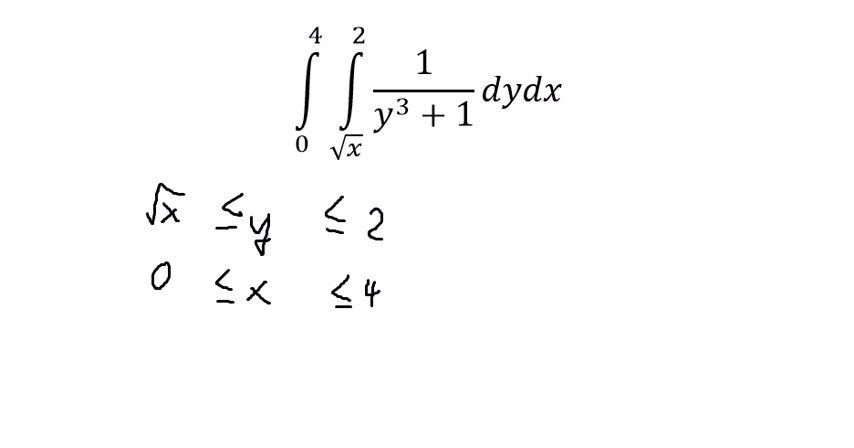 ∫₀⁴ ∫_{√x}² 1/(y³ + 1) dydx
√x ≤ y ≤ 2
0 ≤ x ≤ 4